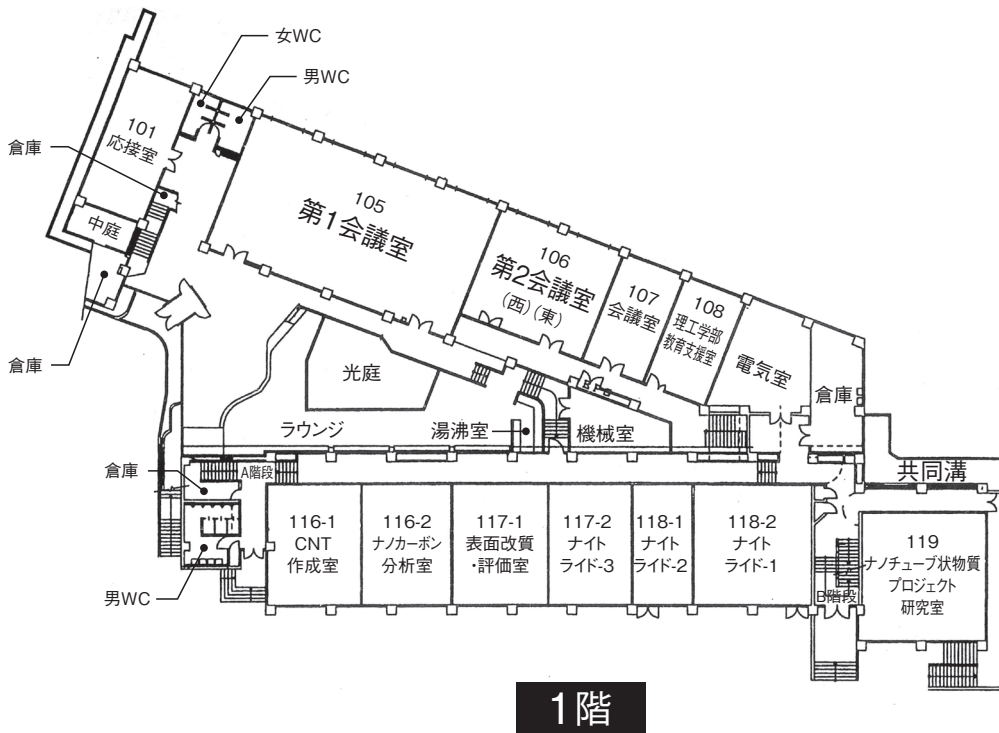 女WC
男WC
101
応接室
倉庫
中庭
倉庫
倉庫
105
第1会議室
106
第2会議室
(西)(東)
107
会議室
108
理工学部
教育支援室
電気室
倉庫
光庭
ラウンジ
湯沸室
機械室
共同溝
倉庫
A階段
男WC
116-1
CNT
作成室
116-2
ナノカーボン
分析室
117-1
表面改質
・評価室
117-2
ナイト
ライド-3
118-1
ナイト
ライド-2
118-2
ナイト
ライド-1
B階段
119
ナノチューブ状物質
プロジェクト
研究室
1階